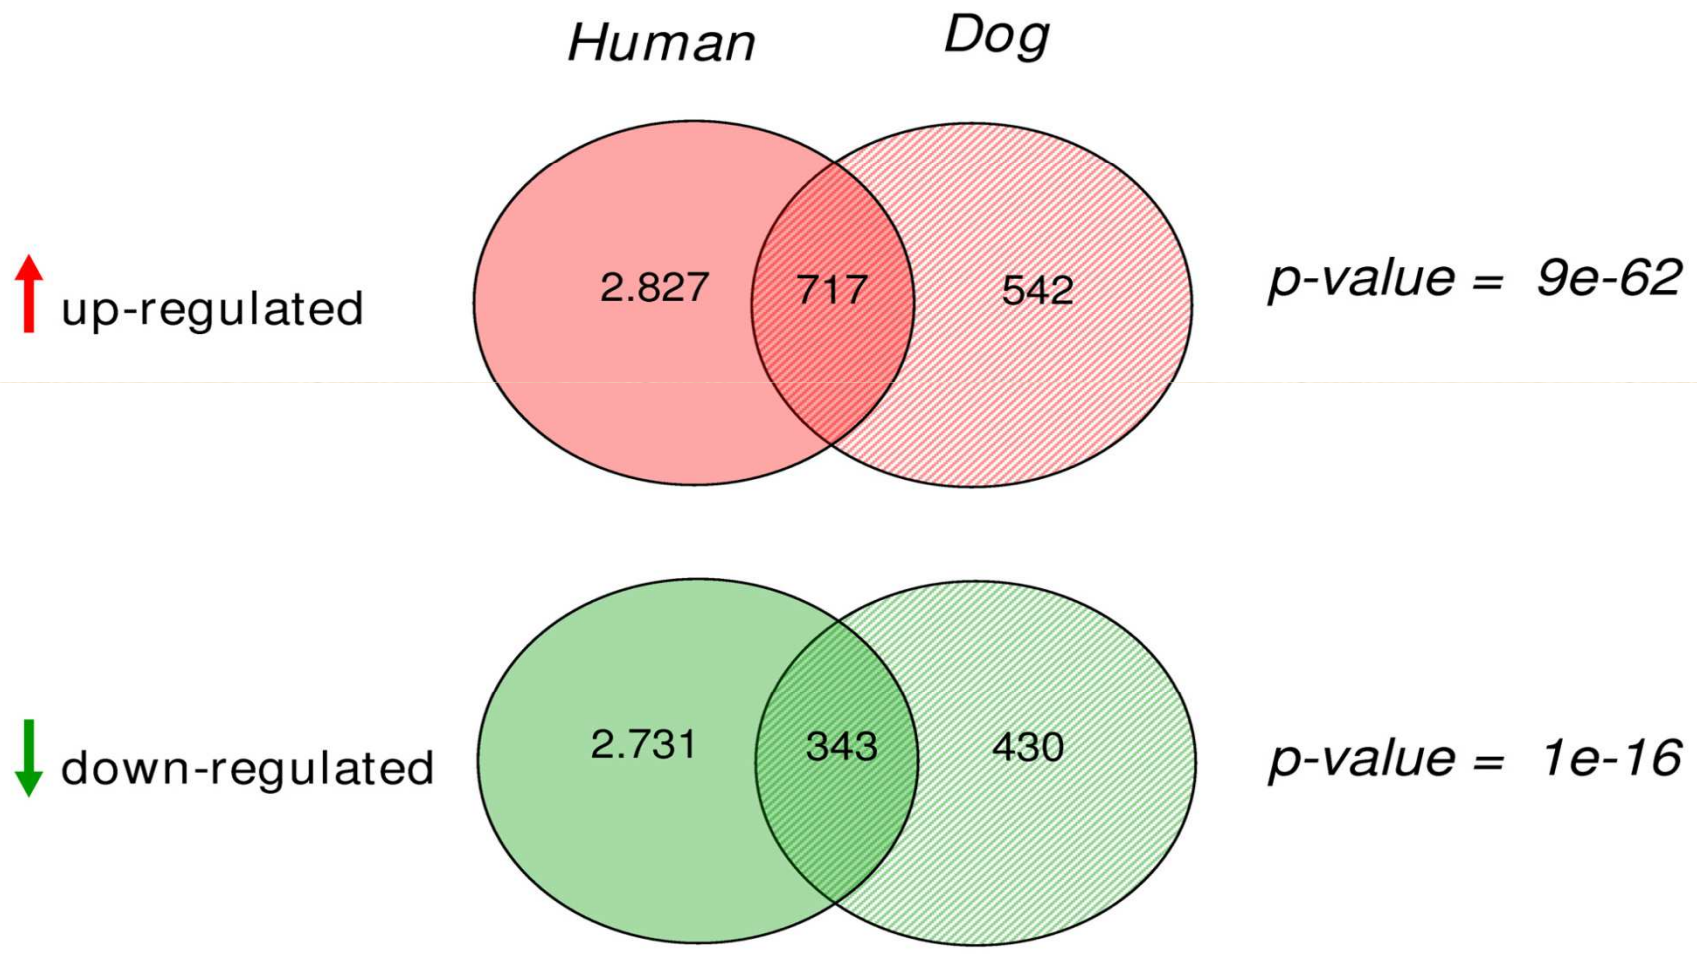 Human Dog
up-regulated 2.827 717 542 p-value = 9e-62
down-regulated 2.731 343 430 p-value = 1e-16